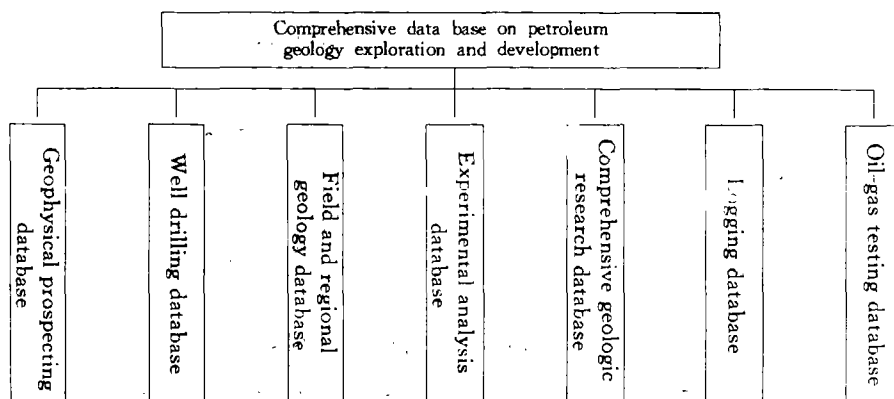 Comprehensive data base on petroleum
geology exploration and development
Geophysical prospecting
database
Well drilling database
Field and regional
geology database
Experimental analysis
database
Comprehensive geologic
research database
Logging database
Oil-gas testing database